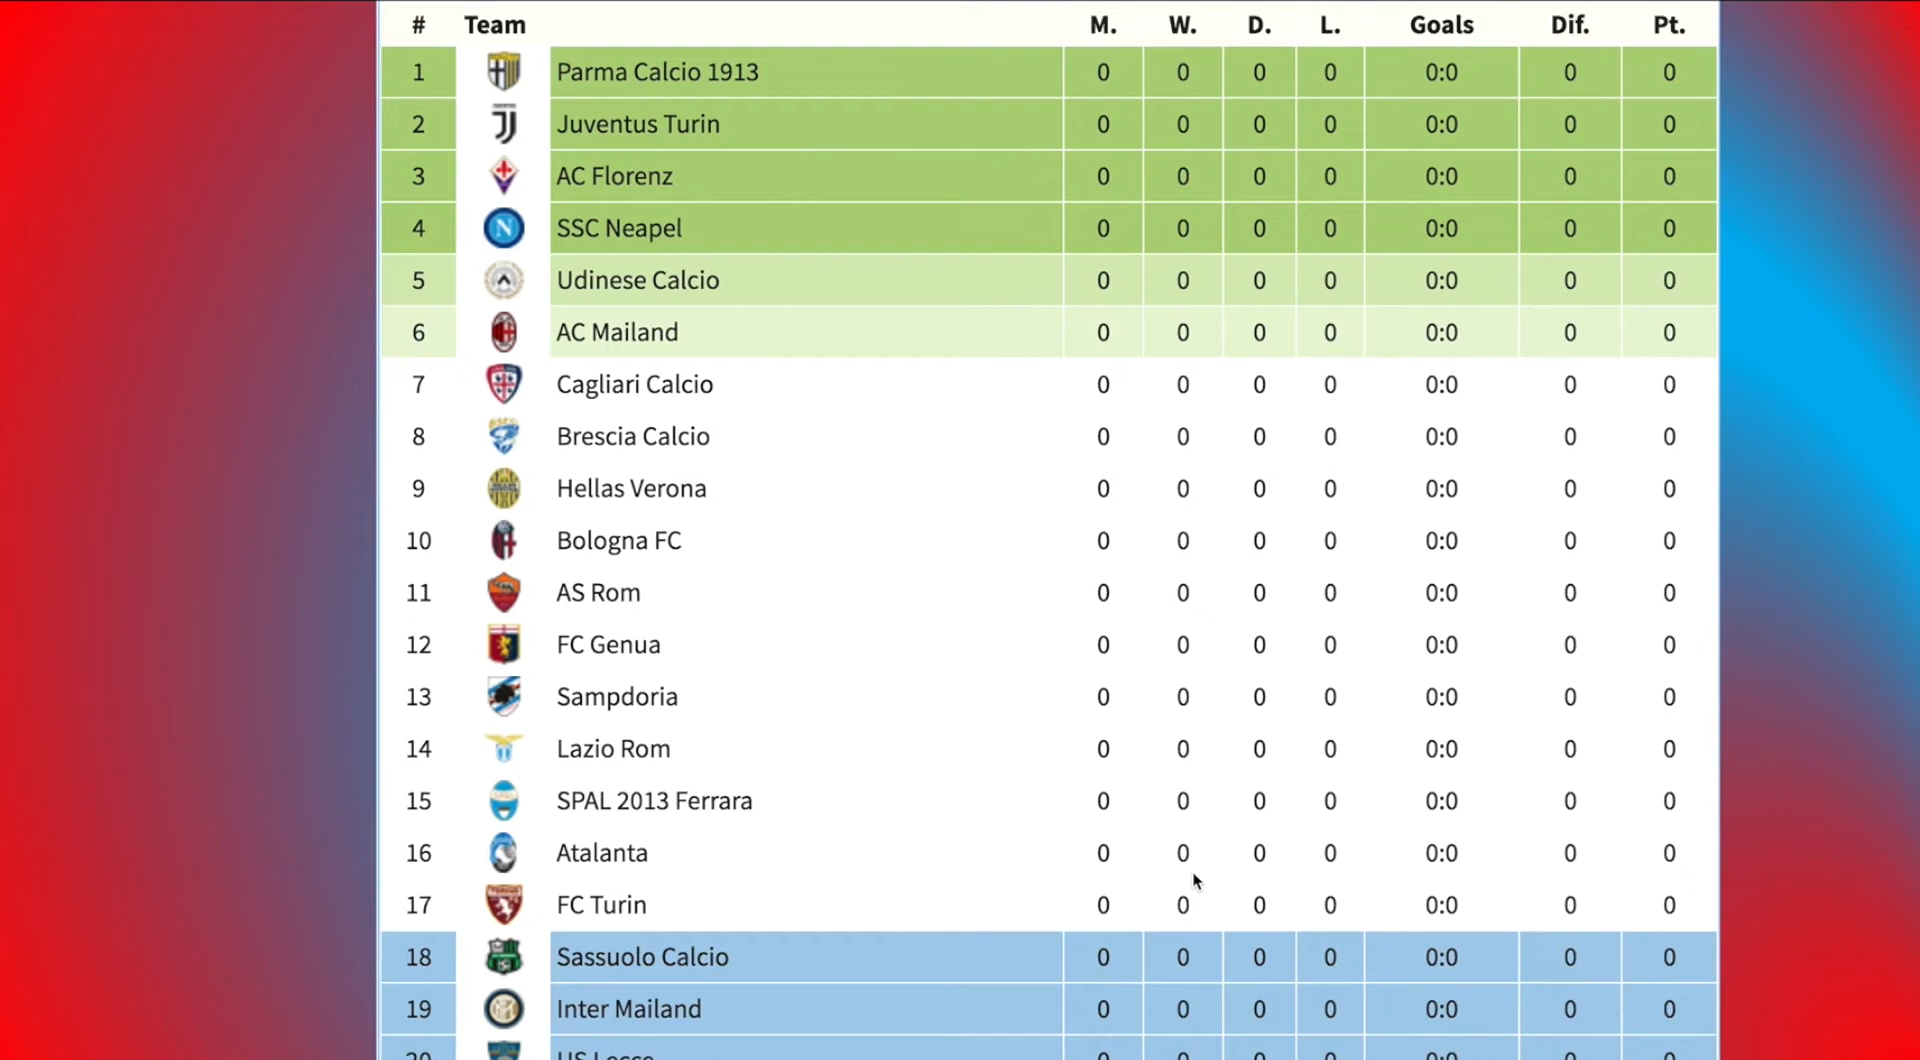 # Team M. W. D. L. Goals Dif. Pt.
1 Parma Calcio 1913 0 0 0 0 0:0 0 0
2 Juventus Turin 0 0 0 0 0:0 0 0
3 AC Florenz 0 0 0 0 0:0 0 0
4 SSC Neapel 0 0 0 0 0:0 0 0
5 Udinese Calcio 0 0 0 0 0:0 0 0
6 AC Mailand 0 0 0 0 0:0 0 0
7 Cagliari Calcio 0 0 0 0 0:0 0 0
8 Brescia Calcio 0 0 0 0 0:0 0 0
9 Hellas Verona 0 0 0 0 0:0 0 0
10 Bologna FC 0 0 0 0 0:0 0 0
11 AS Rom 0 0 0 0 0:0 0 0
12 FC Genua 0 0 0 0 0:0 0 0
13 Sampdoria 0 0 0 0 0:0 0 0
14 Lazio Rom 0 0 0 0 0:0 0 0
15 SPAL 2013 Ferrara 0 0 0 0 0:0 0 0
16 Atalanta 0 0 0 0 0:0 0 0
17 FC Turin 0 0 0 0 0:0 0 0
18 Sassuolo Calcio 0 0 0 0 0:0 0 0
19 Inter Mailand 0 0 0 0 0:0 0 0
20 US Lecce 0 0 0 0 0:0 0 0